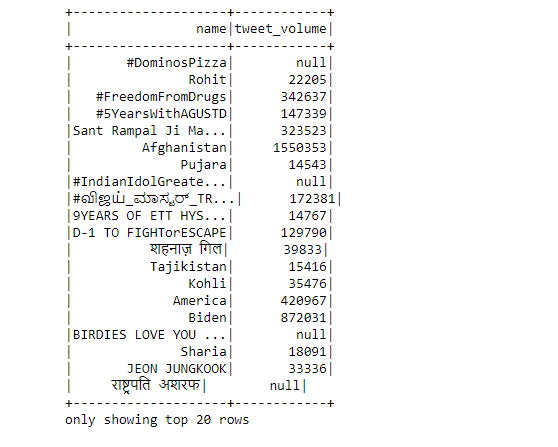 +--------------------+------------+
|                name|tweet_volume|
+--------------------+------------+
|       #DominosPizza|        null|
|               Rohit|       22205|
|   #FreedomFromDrugs|      342637|
|   #5YearsWithAGUSTD|      147339|
|Sant Rampal Ji Ma...|      323523|
|         Afghanistan|     1550353|
|              Pujara|       14543|
|#IndianIdolGreate...|        null|
|#ವಿಜಯ್_ಮಾಸ್ಟರ್_TR...|      172381|
|9YEARS OF ETT HYS...|       14767|
|D-1 TO FIGHTorESCAPE|      129790|
|          शहनाज़ गिल|       39833|
|          Tajikistan|       15416|
|               Kohli|       35476|
|             America|      420967|
|               Biden|      872031|
|BIRDIES LOVE YOU ...|        null|
|              Sharia|       18091|
|       JEON JUNGKOOK|       33336|
|     राष्ट्रपति अशरफ|        null|
+--------------------+------------+
only showing top 20 rows